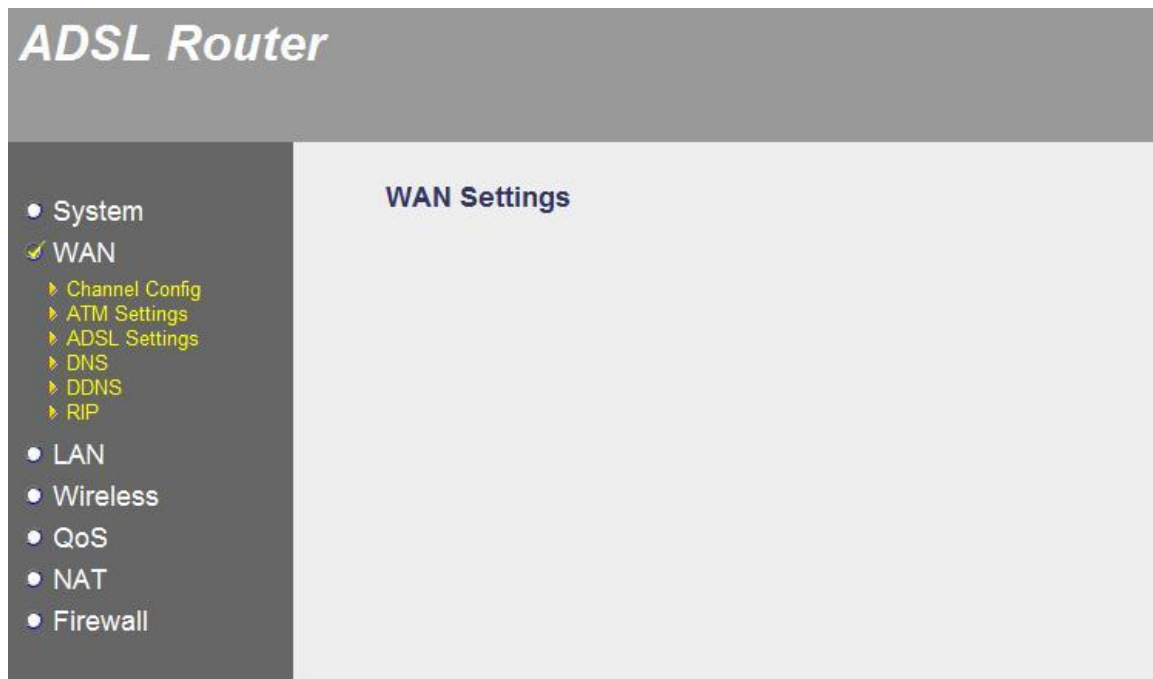 ADSL Router
System
WAN
Channel Config
ATM Settings
ADSL Settings
DNS
DDNS
RIP
LAN
Wireless
QoS
NAT
Firewall
WAN Settings